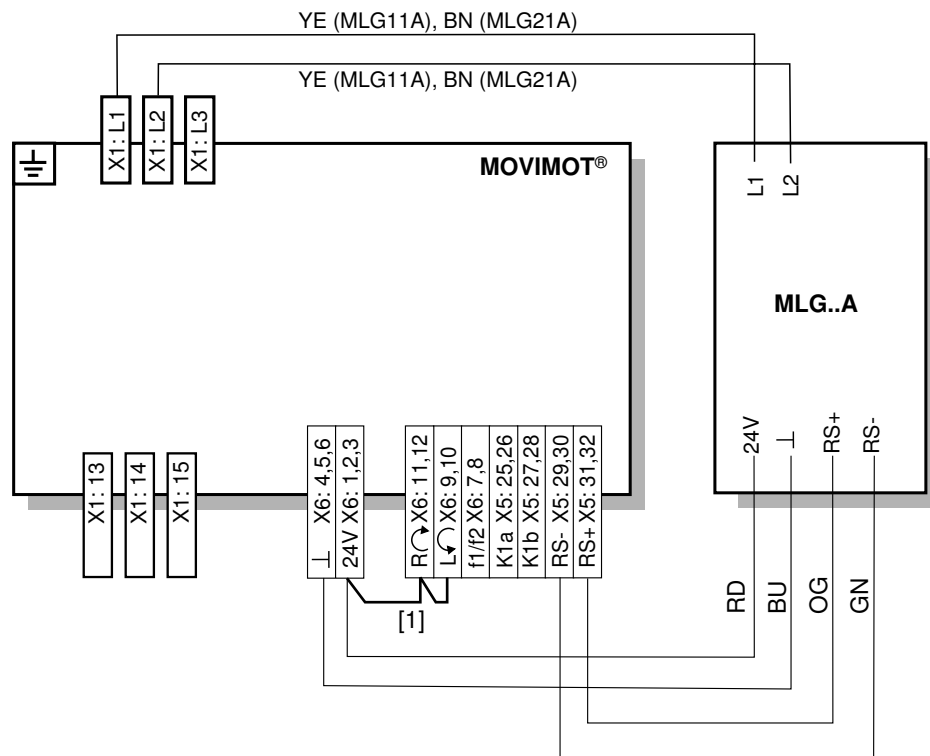 YE (MLG11A), BN (MLG21A)
YE (MLG11A), BN (MLG21A)
X1: L1
X1: L2
X1: L3
MOVIMOT®
L1
L2
MLG..A
24V
⊥
RS+
RS-
X1: 13
X1: 14
X1: 15
⊥ X6: 4,5,6
24V X6: 1,2,3
R X6: 11,12
L X6: 9,10
f1/f2 X6: 7,8
K1a X5: 25,26
K1b X5: 27,28
RS- X5: 29,30
RS+ X5: 31,32
[1]
RD
BU
OG
GN